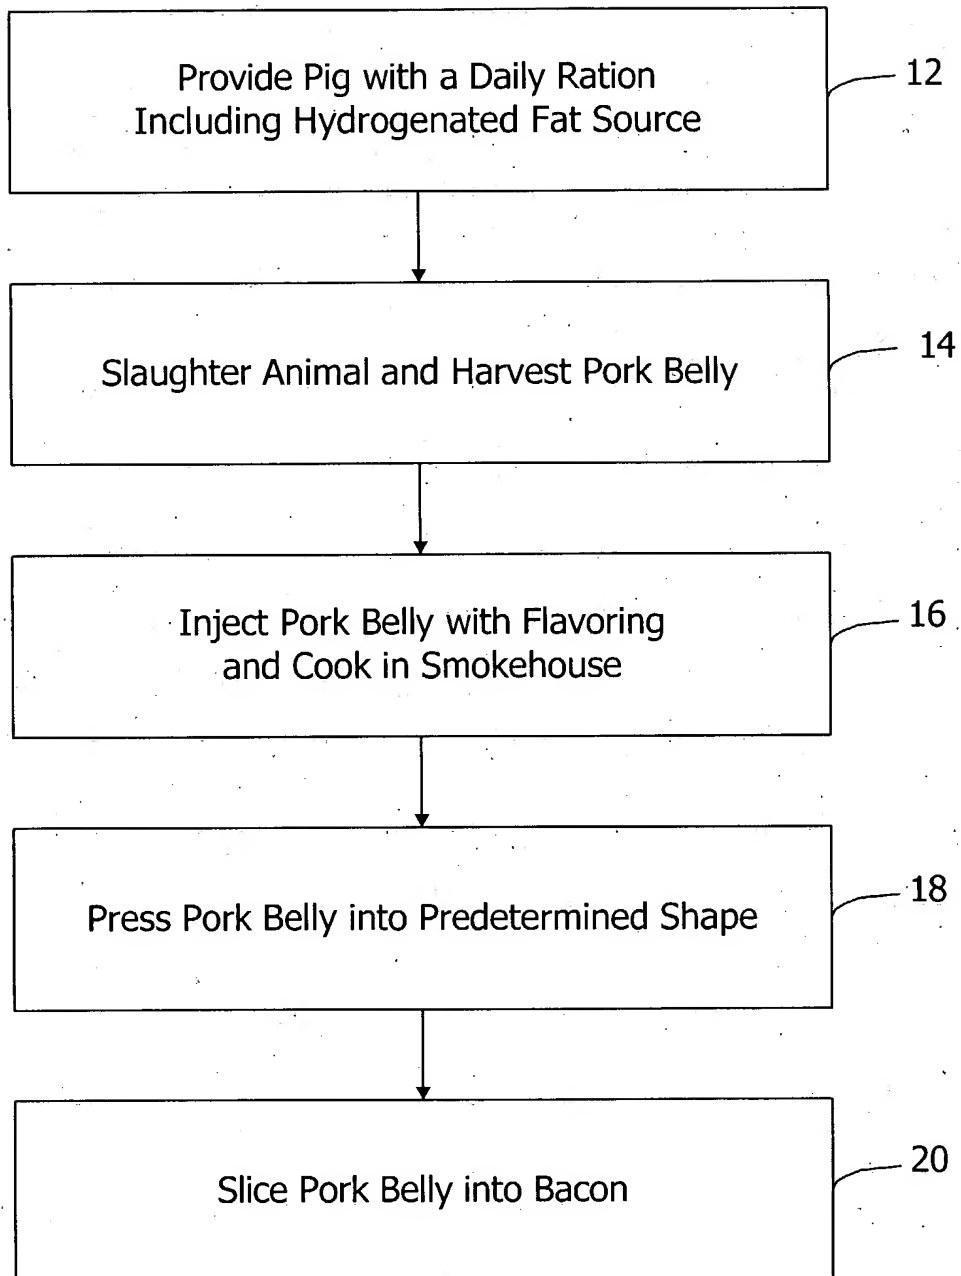 Provide Pig with a Daily Ration
Including Hydrogenated Fat Source
12
Slaughter Animal and Harvest Pork Belly
14
Inject Pork Belly with Flavoring
and Cook in Smokehouse
16
Press Pork Belly into Predetermined Shape
18
Slice Pork Belly into Bacon
20